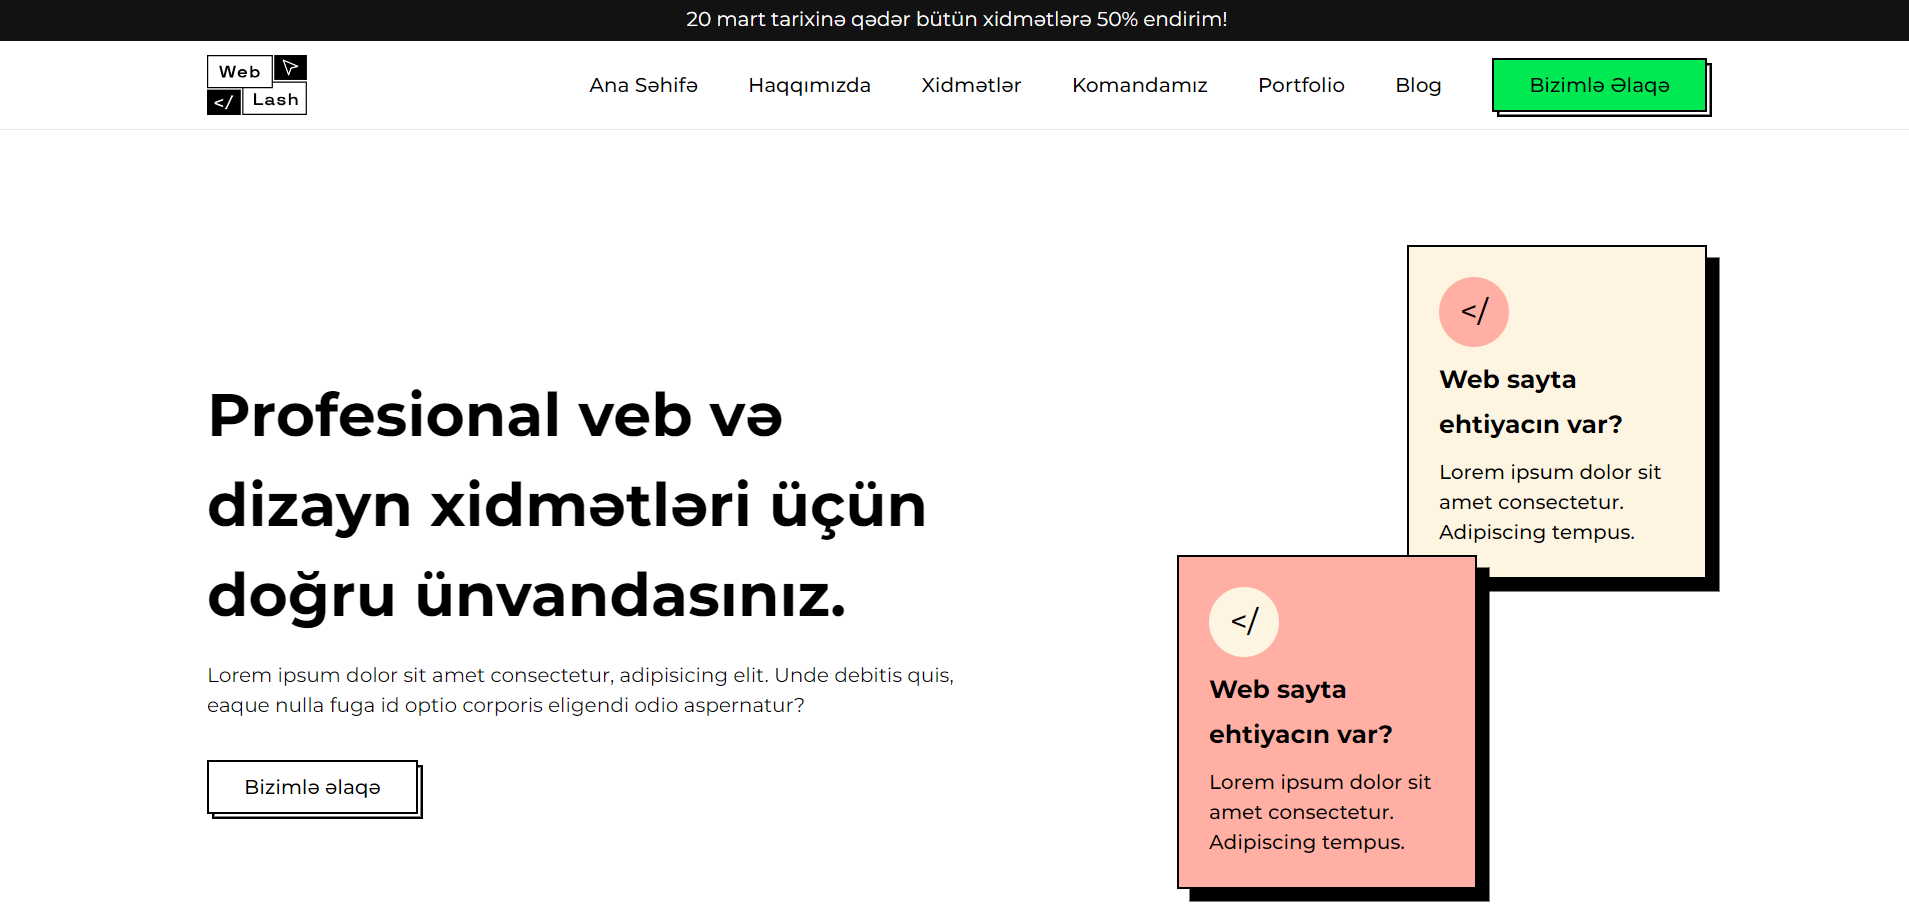 20 mart tarixinə qədər bütün xidmətlərə 50% endirim!
Web
</ Lash
Ana Səhifə Haqqımızda Xidmətlər Komandamız Portfolio Blog Bizimlə Əlaqə
Profesional veb və
dizayn xidmətləri üçün
doğru ünvandasınız.
Lorem ipsum dolor sit amet consectetur, adipisicing elit. Unde debitis quis,
eaque nulla fuga id optio corporis eligendi odio aspernatur?
Bizimlə əlaqə
</
Web sayta
ehtiyacın var?
Lorem ipsum dolor sit
amet consectetur.
Adipiscing tempus.
</
Web sayta
ehtiyacın var?
Lorem ipsum dolor sit
amet consectetur.
Adipiscing tempus.